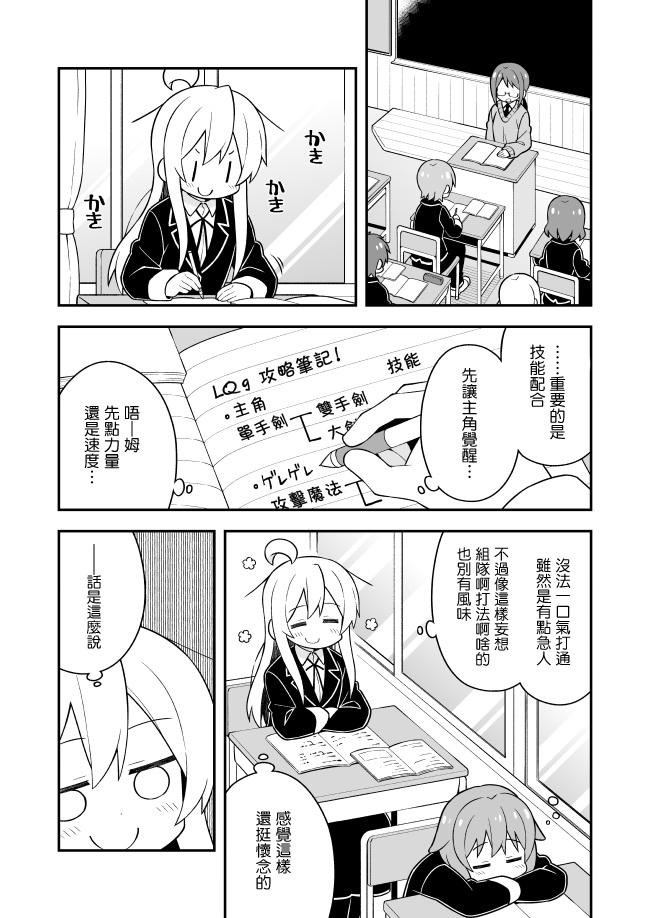 かき
かき
かき
……重要的是
技能配合
先讓主角覺醒…
LQ9 攻略筆記！
技能
・主角
單手劍
雙手劍
大劍
・ゲレゲレ
攻擊魔法
唔—姆
先點力量
還是速度…
沒法一口氣打通
雖然是有點急人
不過像這樣妄想
組隊啊打法啊啥的
也別有風味
感覺這樣
還挺懷念的
——話是這麼說